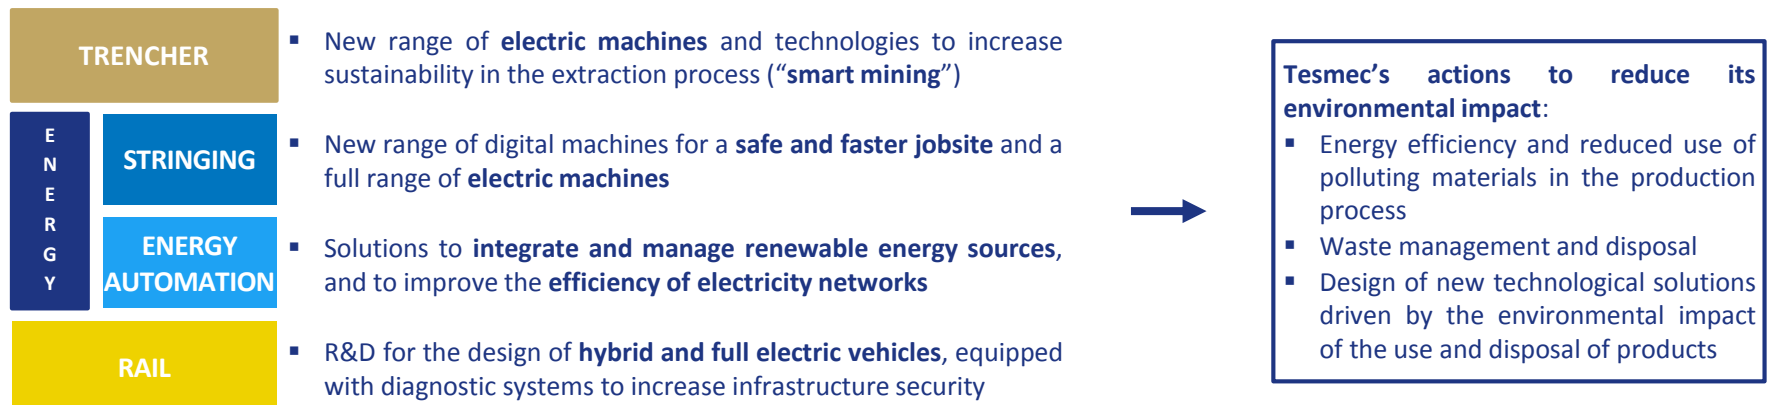 TRENCHER
▪ New range of electric machines and technologies to increase
sustainability in the extraction process (“smart mining”)
E
N
E
R
G
Y
STRINGING
▪ New range of digital machines for a safe and faster jobsite and a
full range of electric machines
ENERGY
AUTOMATION
▪ Solutions to integrate and manage renewable energy sources,
and to improve the efficiency of electricity networks
RAIL
▪ R&D for the design of hybrid and full electric vehicles, equipped
with diagnostic systems to increase infrastructure security
Tesmec’s actions to reduce its
environmental impact:
▪ Energy efficiency and reduced use of
polluting materials in the production
process
▪ Waste management and disposal
▪ Design of new technological solutions
driven by the environmental impact
of the use and disposal of products